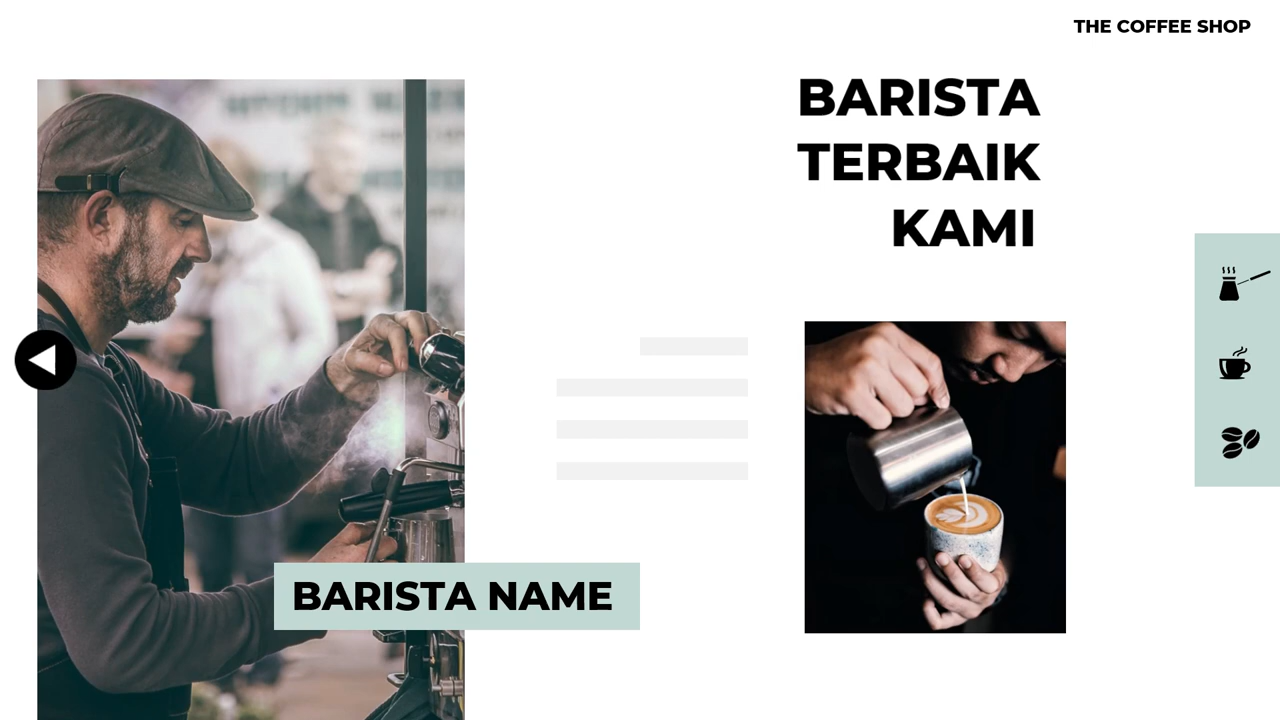 THE COFFEE SHOP
BARISTA
TERBAIK
KAMI
BARISTA NAME